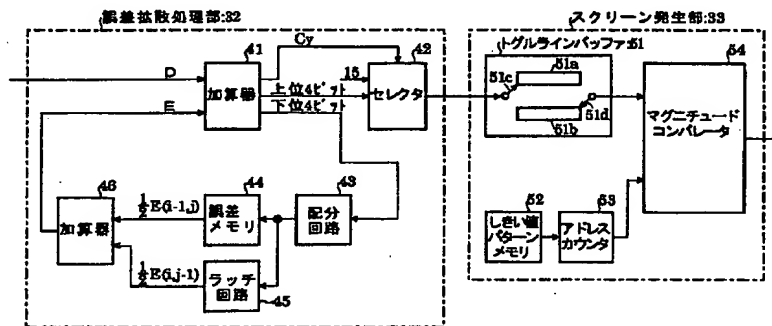 誤差拡散処理部:32
スクリーン発生部:33
41
Cy
42
トグルラインバッファ:51
54
D
15
51a
51c
E
加算器
上位4ビット
下位4ビット
セレクタ
51d
51b
マグニチュード
コンパレータ
46
44
43
52
53
1/2 E(i-1,j)
加算器
誤差
メモリ
配分
回路
しきい値
パターン
メモリ
アドレス
カウンタ
1/2 E(i,j-1)
ラッチ
回路
45